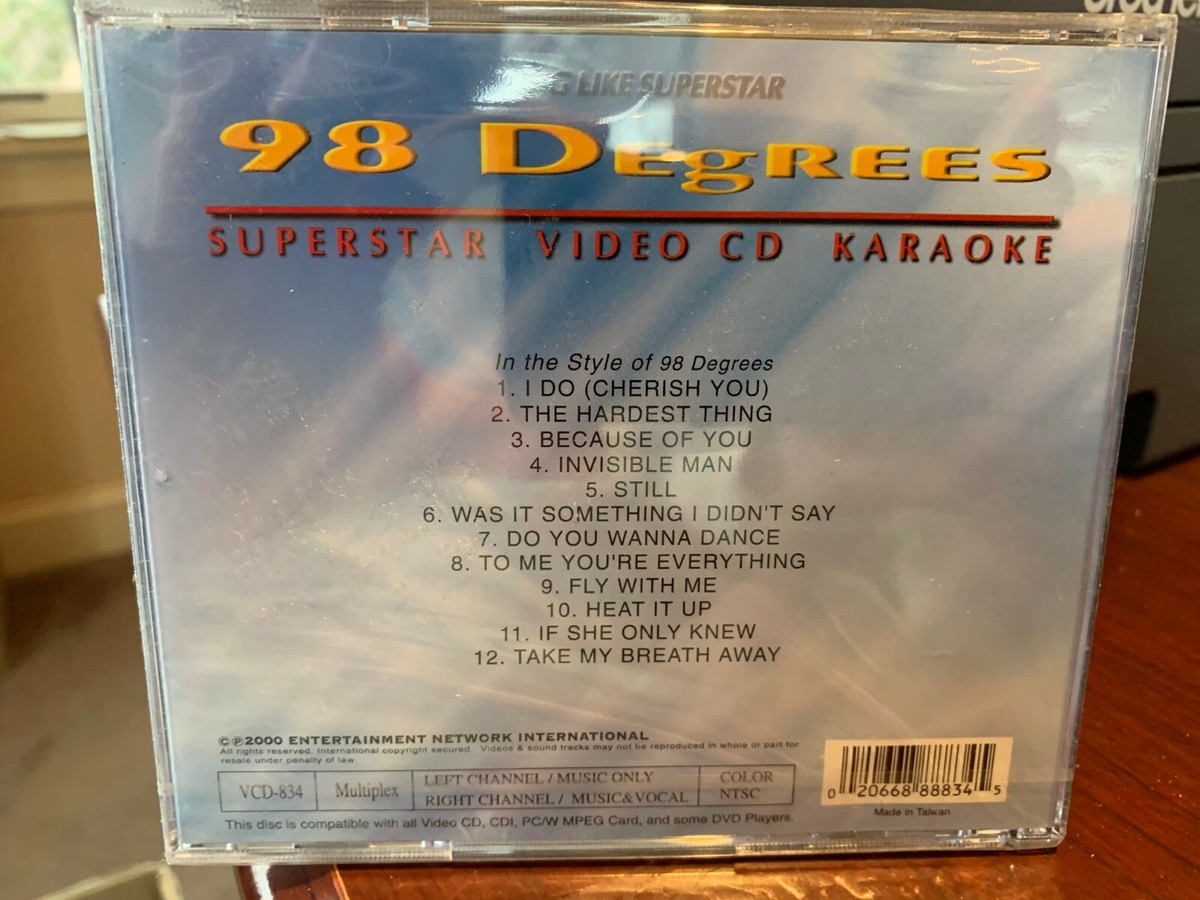 LIKE SUPERSTAR
98 DEGREES
SUPERSTAR VIDEO CD KARAOKE
In the Style of 98 Degrees
1. I DO (CHERISH YOU)
2. THE HARDEST THING
3. BECAUSE OF YOU
4. INVISIBLE MAN
5. STILL
6. WAS IT SOMETHING I DIDN'T SAY
7. DO YOU WANNA DANCE
8. TO ME YOU'RE EVERYTHING
9. FLY WITH ME
10. HEAT IT UP
11. IF SHE ONLY KNEW
12. TAKE MY BREATH AWAY
©℗2000 ENTERTAINMENT NETWORK INTERNATIONAL
All rights reserved. International copyright secured. Videos & sound tracks may not be reproduced in whole or part for
resale under penalty of law.
VCD-834 Multiplex LEFT CHANNEL / MUSIC ONLY COLOR
RIGHT CHANNEL / MUSIC&VOCAL NTSC
This disc is compatible with all Video CD, CDI, PC/W MPEG Card, and some DVD Players.
0 20668 88834 5
Made in Taiwan